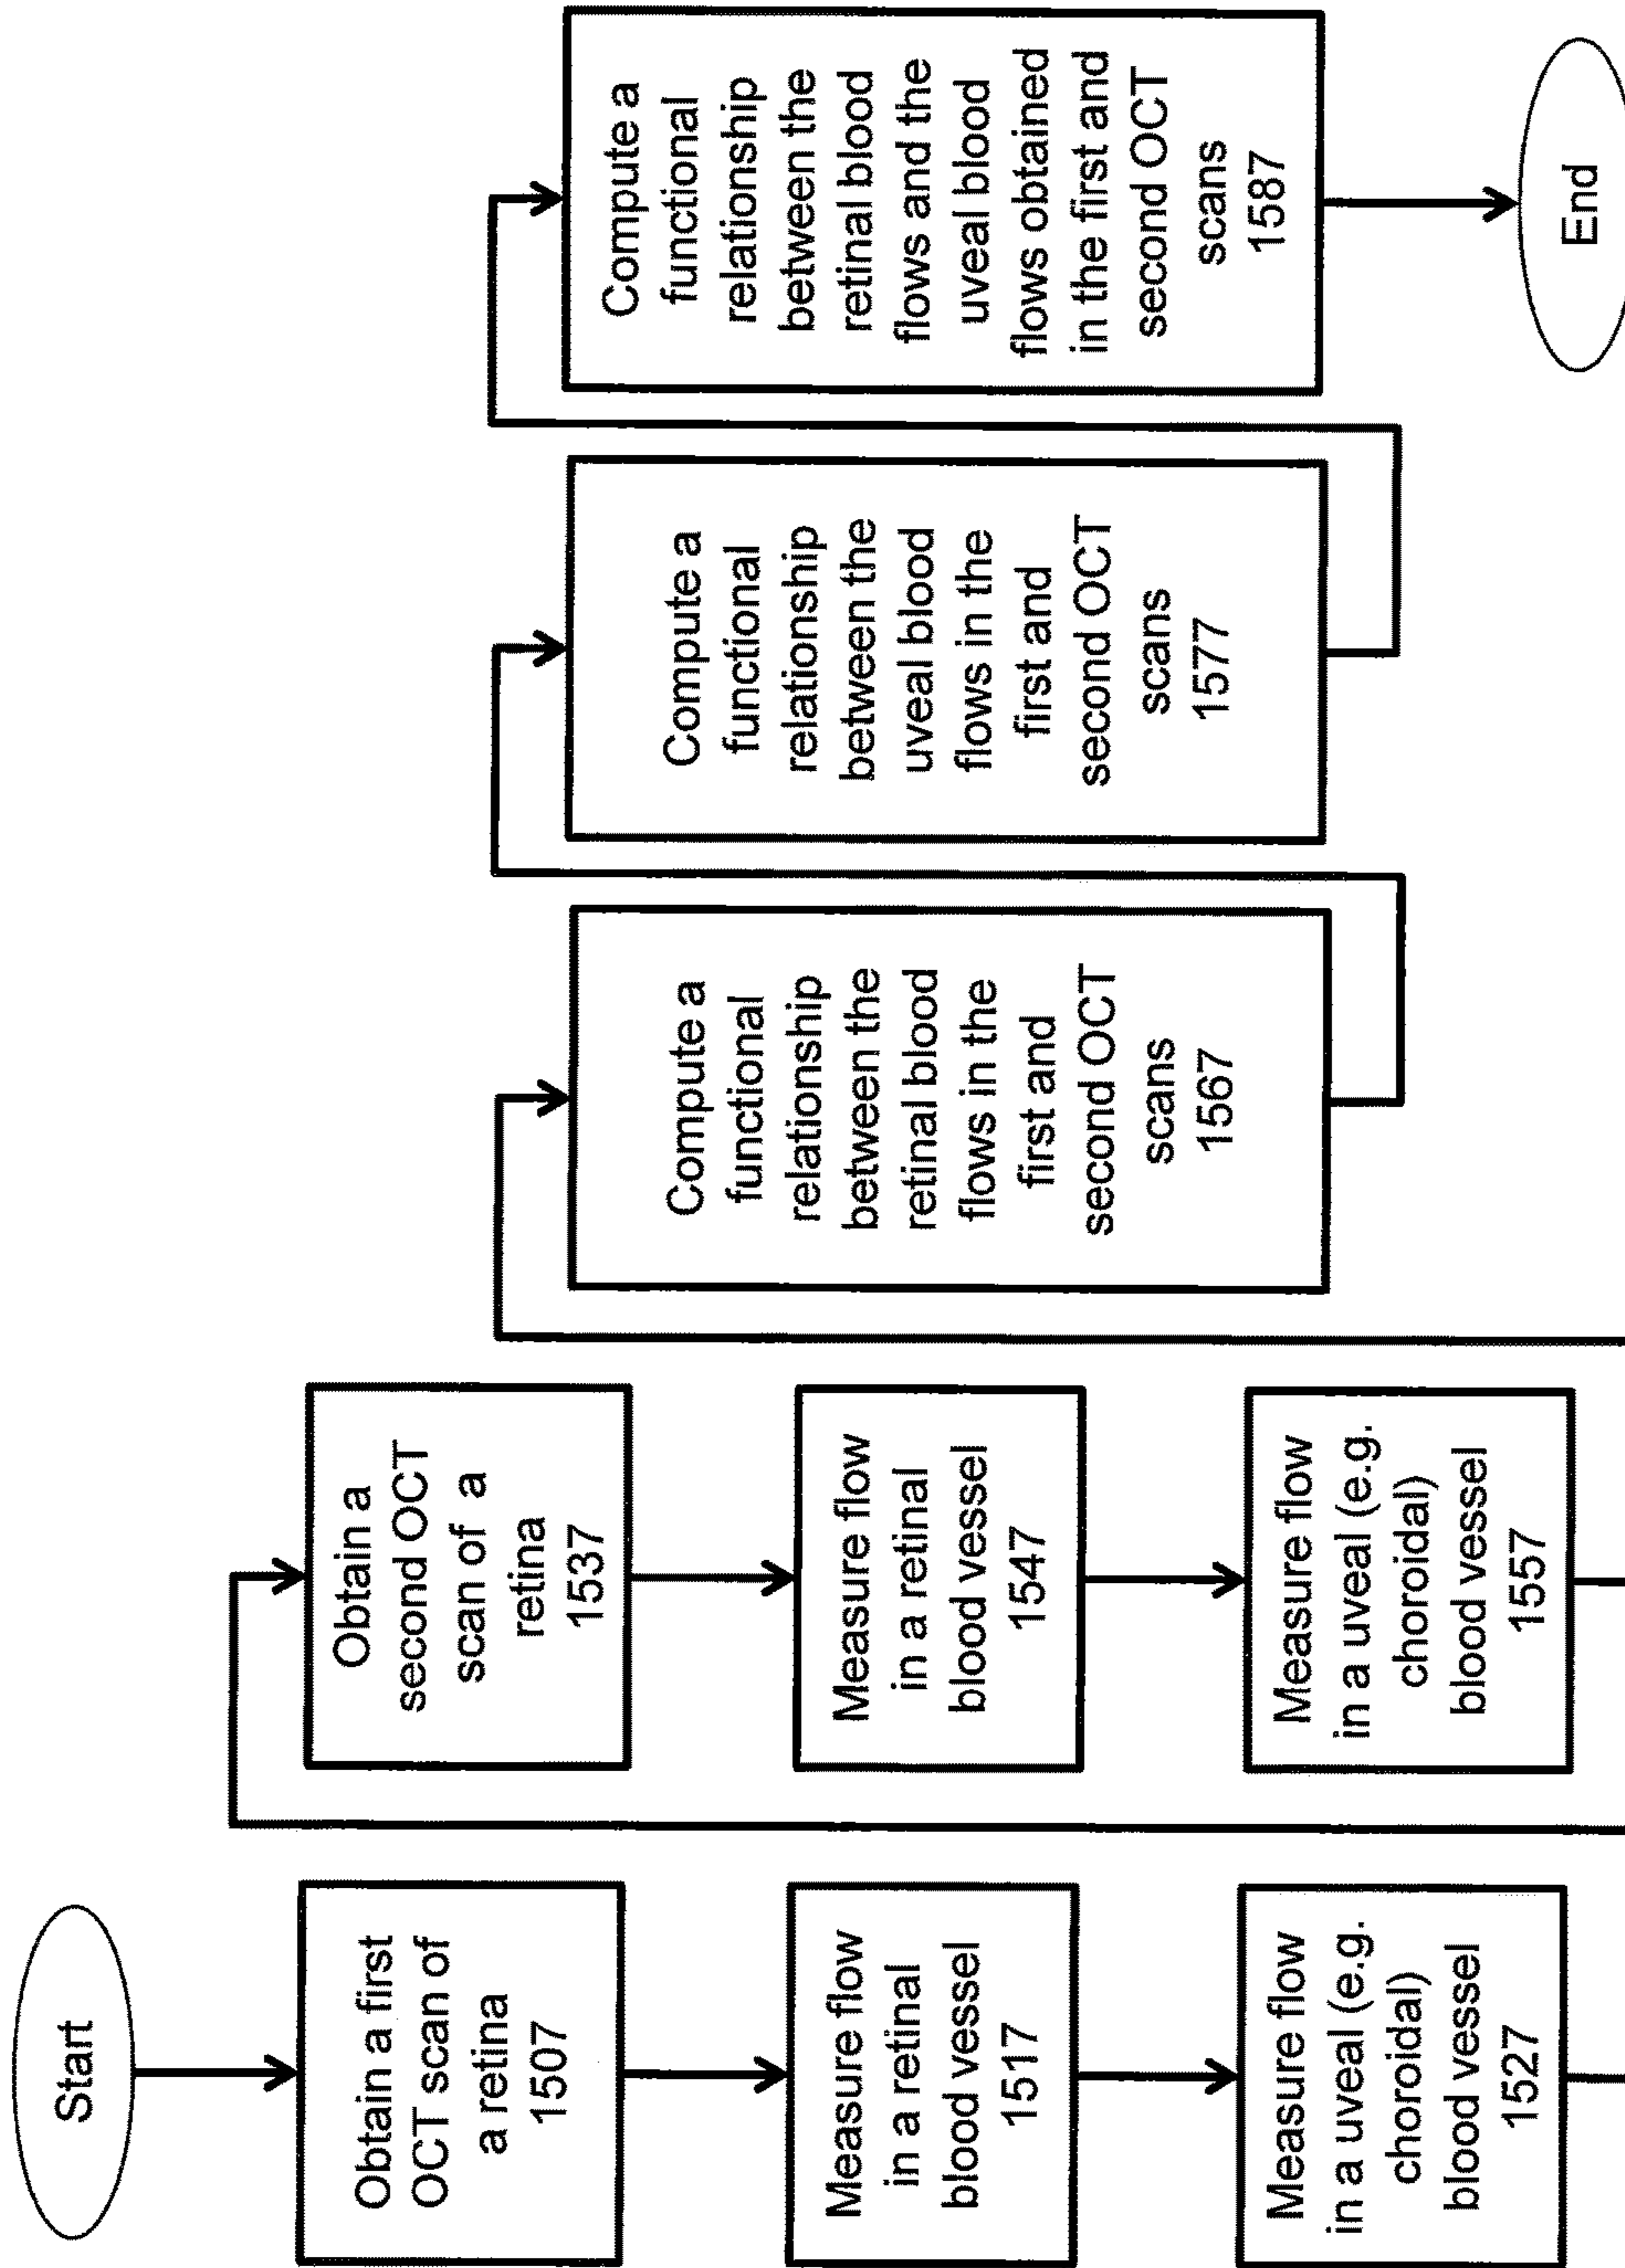 Start
Obtain a first
OCT scan of
a retina
1507
Measure flow
in a retinal
blood vessel
1517
Measure flow
in a uveal (e.g.
choroidal)
blood vessel
1527
Obtain a
second OCT
scan of a
retina
1537
Measure flow
in a retinal
blood vessel
1547
Measure flow
in a uveal (e.g.
choroidal)
blood vessel
1557
Compute a
functional
relationship
between the
retinal blood
flows in the
first and
second OCT
scans
1567
Compute a
functional
relationship
between the
uveal blood
flows in the
first and
second OCT
scans
1577
Compute a
functional
relationship
between the
retinal blood
flows and the
uveal blood
flows obtained
in the first and
second OCT
scans
1587
End